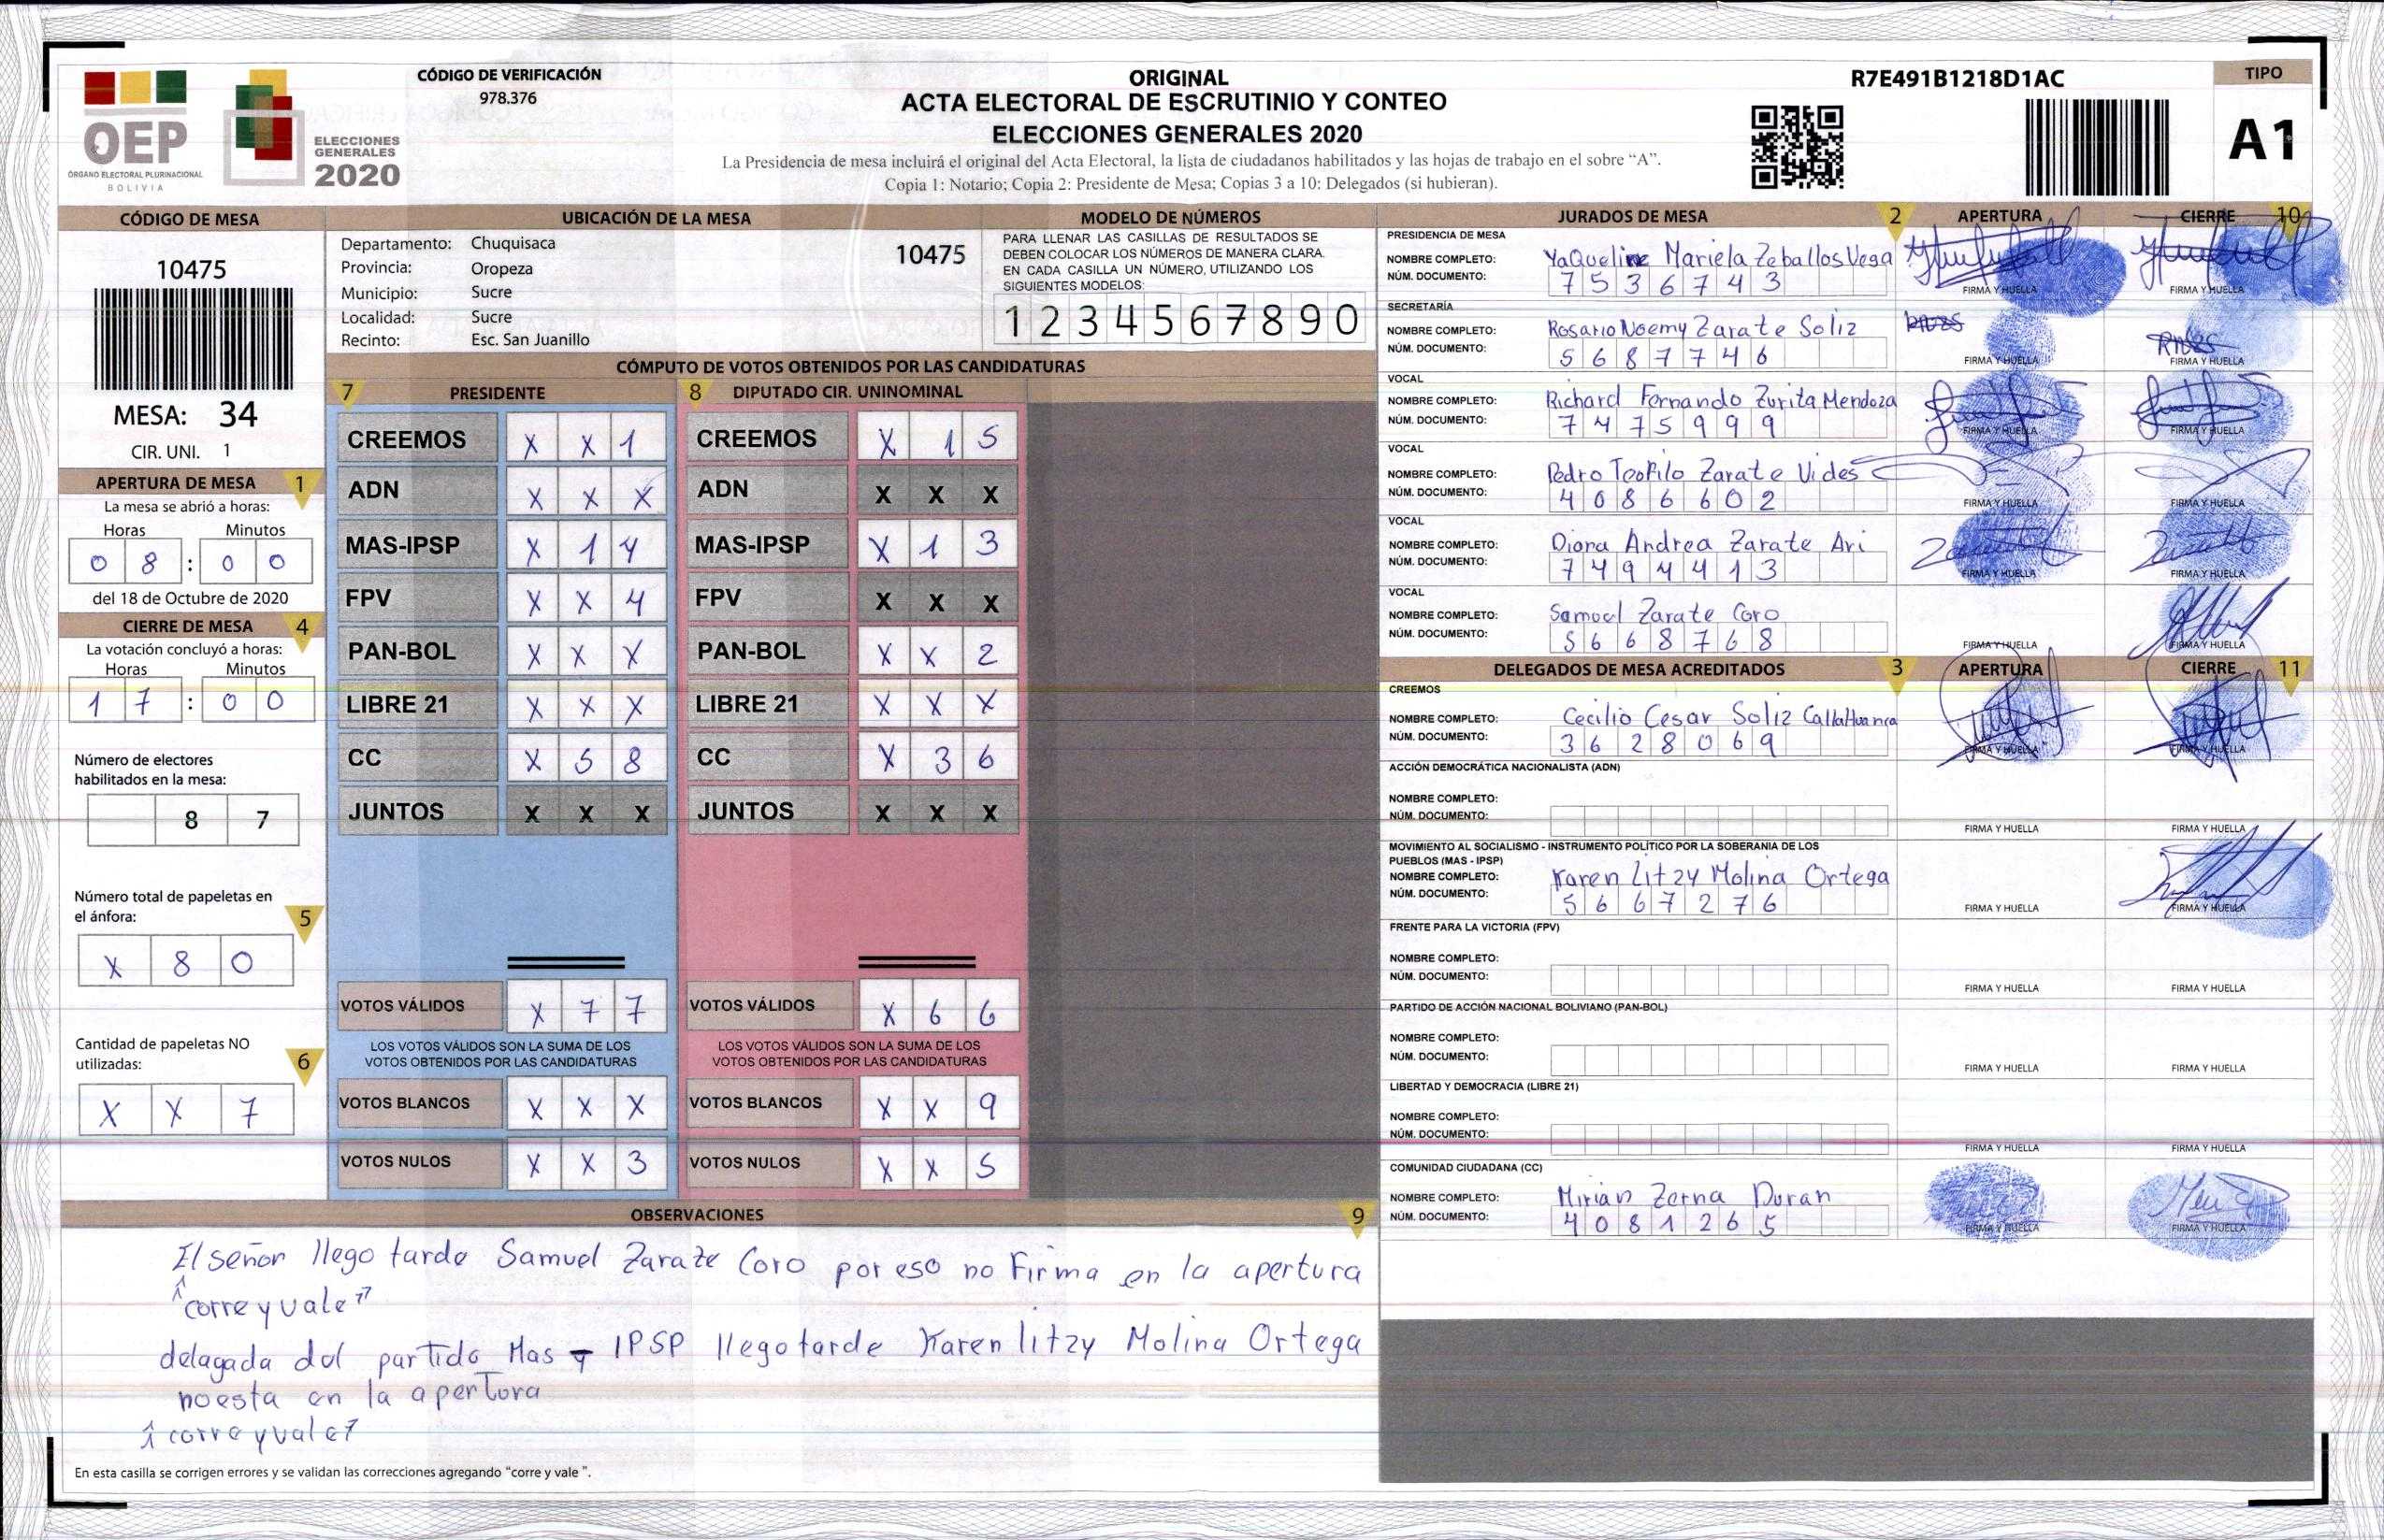 CÓDIGO DE VERIFICACIÓN
978.376
ORIGINAL
ACTA ELECTORAL DE ESCRUTINIO Y CONTEO
ELECCIONES GENERALES 2020
La Presidencia de mesa incluirá el original del Acta Electoral, la lista de ciudadanos habilitados y las hojas de trabajo en el sobre “A”.
Copia 1: Notario; Copia 2: Presidente de Mesa; Copias 3 a 10: Delegados (si hubieran).
R7E491B1218D1AC
TIPO
A1
OEP
ÓRGANO ELECTORAL PLURINACIONAL
BOLIVIA
ELECCIONES
GENERALES
2020
CÓDIGO DE MESA
10475
MESA: 34
CIR. UNI. 1
APERTURA DE MESA 1
La mesa se abrió a horas:
Horas Minutos
0 8 : 0 0
del 18 de Octubre de 2020
CIERRE DE MESA 4
La votación concluyó a horas:
Horas Minutos
1 7 : 0 0
Número de electores
habilitados en la mesa:
8 7
Número total de papeletas en
el ánfora: 5
X 8 0
Cantidad de papeletas NO
utilizadas: 6
X X 7
UBICACIÓN DE LA MESA
Departamento: Chuquisaca 10475
Provincia: Oropeza
Municipio: Sucre
Localidad: Sucre
Recinto: Esc. San Juanillo
MODELO DE NÚMEROS
PARA LLENAR LAS CASILLAS DE RESULTADOS SE
DEBEN COLOCAR LOS NÚMEROS DE MANERA CLARA.
EN CADA CASILLA UN NÚMERO, UTILIZANDO LOS
SIGUIENTES MODELOS:
1 2 3 4 5 6 7 8 9 0
CÓMPUTO DE VOTOS OBTENIDOS POR LAS CANDIDATURAS
7 PRESIDENTE 8 DIPUTADO CIR. UNINOMINAL
CREEMOS X X 1 CREEMOS X 1 5
ADN X X X ADN X X X
MAS-IPSP X 1 4 MAS-IPSP X 1 3
FPV X X 4 FPV X X X
PAN-BOL X X X PAN-BOL X X 2
LIBRE 21 X X X LIBRE 21 X X X
CC X 5 8 CC X 3 6
JUNTOS X X X JUNTOS X X X
VOTOS VÁLIDOS X 7 7 VOTOS VÁLIDOS X 6 6
LOS VOTOS VÁLIDOS SON LA SUMA DE LOS LOS VOTOS VÁLIDOS SON LA SUMA DE LOS
VOTOS OBTENIDOS POR LAS CANDIDATURAS VOTOS OBTENIDOS POR LAS CANDIDATURAS
VOTOS BLANCOS X X X VOTOS BLANCOS X X 9
VOTOS NULOS X X 3 VOTOS NULOS X X 5
OBSERVACIONES 9
El señor llego tarde Samuel Zarate Coro por eso no Firma en la apertura
"corre y vale"
delagada del partido Mas - IPSP llego tarde Karen litzy Molina Ortega
no esta en la apertura
"corre y vale"
En esta casilla se corrigen errores y se validan las correcciones agregando “corre y vale ”.
JURADOS DE MESA 2 APERTURA CIERRE 10
PRESIDENCIA DE MESA
NOMBRE COMPLETO: YaQueline Mariela Zeballos Vega
NÚM. DOCUMENTO: 7 5 3 6 7 4 3
FIRMA Y HUELLA FIRMA Y HUELLA
SECRETARÍA
NOMBRE COMPLETO: Rosario Noemy Zarate Soliz
NÚM. DOCUMENTO: 5 6 8 7 7 4 6
FIRMA Y HUELLA FIRMA Y HUELLA
VOCAL
NOMBRE COMPLETO: Richard Fernando Zurita Mendoza
NÚM. DOCUMENTO: 7 4 7 5 9 9 9
FIRMA Y HUELLA FIRMA Y HUELLA
VOCAL
NOMBRE COMPLETO: Pedro Teofilo Zarate Vides
NÚM. DOCUMENTO: 4 0 8 6 6 0 2
FIRMA Y HUELLA FIRMA Y HUELLA
VOCAL
NOMBRE COMPLETO: Diana Andrea Zarate Ari
NÚM. DOCUMENTO: 7 4 9 4 4 1 3
FIRMA Y HUELLA FIRMA Y HUELLA
VOCAL
NOMBRE COMPLETO: Samuel Zarate Coro
NÚM. DOCUMENTO: 5 6 6 8 7 6 8
FIRMA Y HUELLA FIRMA Y HUELLA
DELEGADOS DE MESA ACREDITADOS 3 APERTURA CIERRE 11
CREEMOS
NOMBRE COMPLETO: Cecilio Cesar Soliz CallaHuanca
NÚM. DOCUMENTO: 3 6 2 8 0 6 9
FIRMA Y HUELLA FIRMA Y HUELLA
ACCIÓN DEMOCRÁTICA NACIONALISTA (ADN)
NOMBRE COMPLETO:
NÚM. DOCUMENTO:
FIRMA Y HUELLA FIRMA Y HUELLA
MOVIMIENTO AL SOCIALISMO - INSTRUMENTO POLÍTICO POR LA SOBERANIA DE LOS
PUEBLOS (MAS - IPSP)
NOMBRE COMPLETO: Karen Litzy Molina Ortega
NÚM. DOCUMENTO: 5 6 6 7 2 7 6
FIRMA Y HUELLA FIRMA Y HUELLA
FRENTE PARA LA VICTORIA (FPV)
NOMBRE COMPLETO:
NÚM. DOCUMENTO:
FIRMA Y HUELLA FIRMA Y HUELLA
PARTIDO DE ACCIÓN NACIONAL BOLIVIANO (PAN-BOL)
NOMBRE COMPLETO:
NÚM. DOCUMENTO:
FIRMA Y HUELLA FIRMA Y HUELLA
LIBERTAD Y DEMOCRACIA (LIBRE 21)
NOMBRE COMPLETO:
NÚM. DOCUMENTO:
FIRMA Y HUELLA FIRMA Y HUELLA
COMUNIDAD CIUDADANA (CC)
NOMBRE COMPLETO: Mirian Zerna Duran
NÚM. DOCUMENTO: 4 0 8 1 2 6 5
FIRMA Y HUELLA FIRMA Y HUELLA